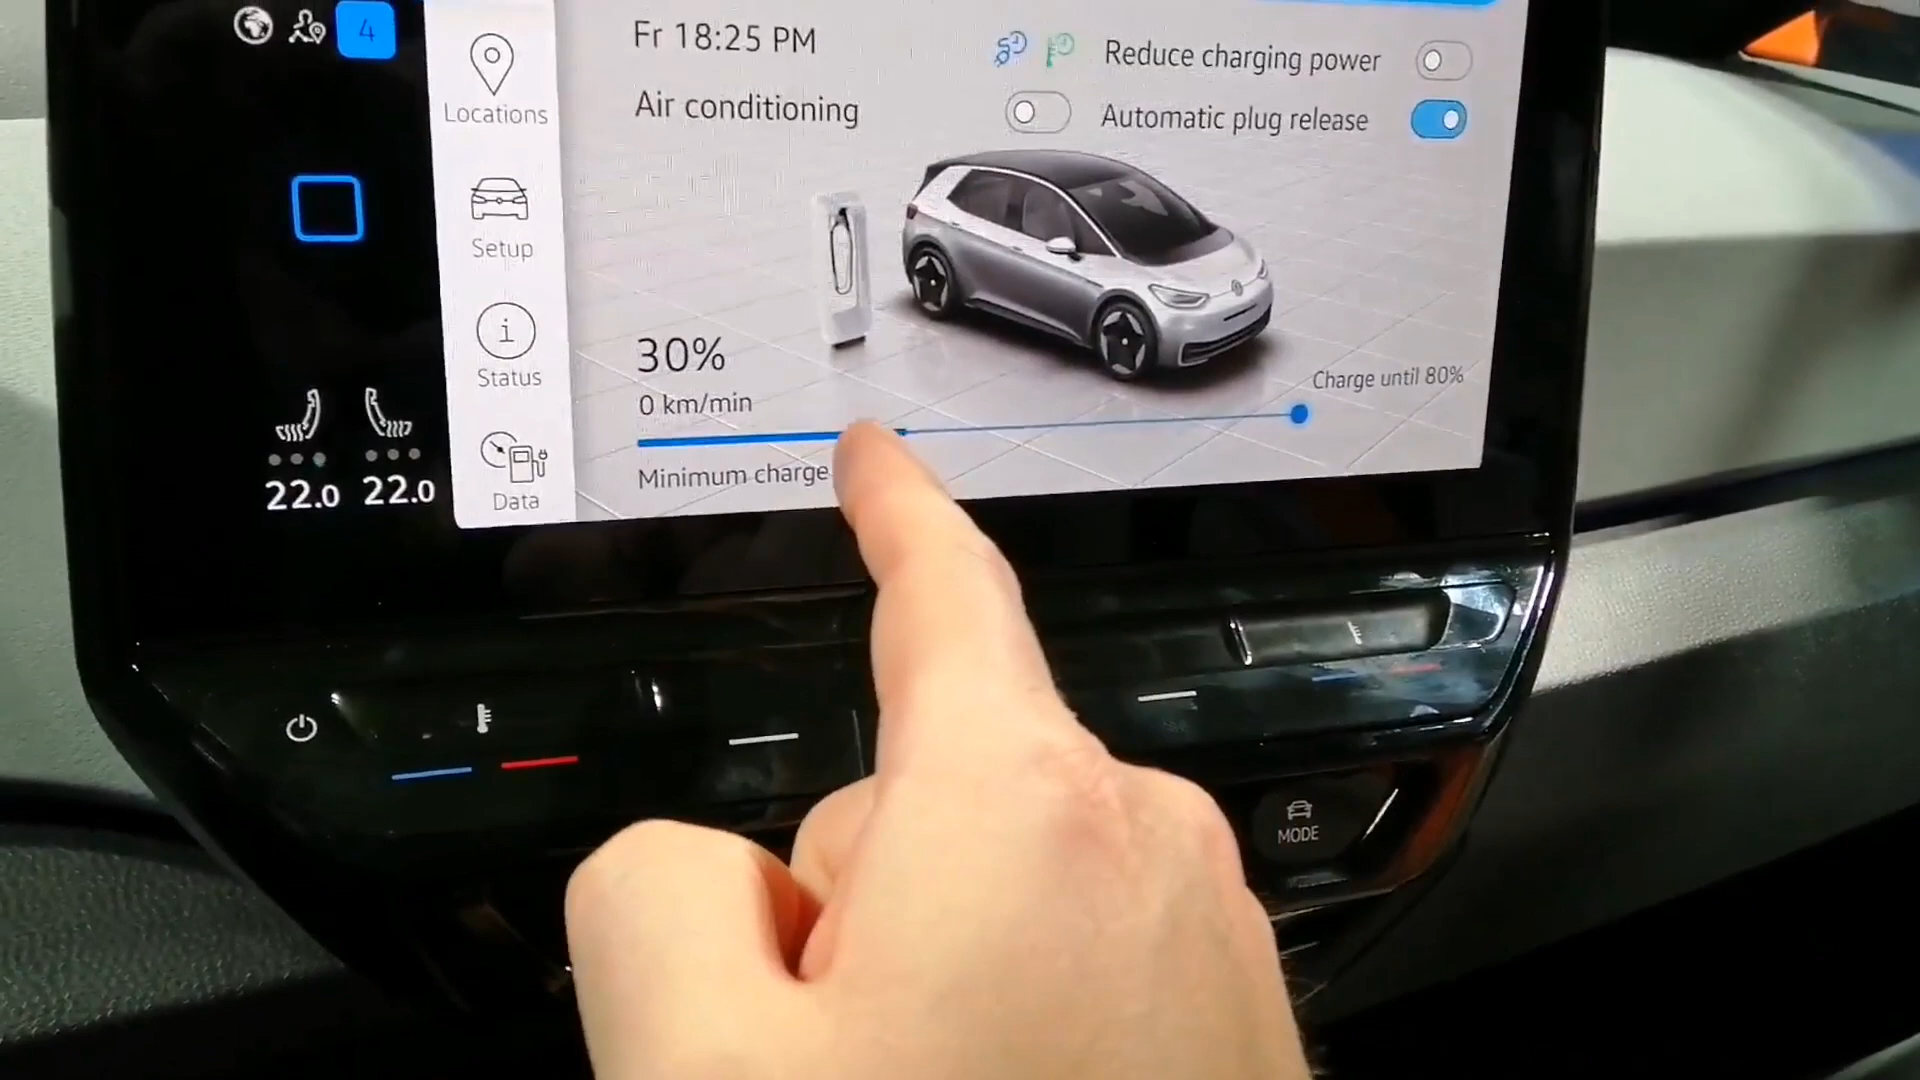 4
Fr 18:25 PM
Reduce charging power
Locations
Air conditioning
Automatic plug release
Setup
Status
30%
0 km/min
Charge until 80%
Minimum charge
22.0 22.0
Data
MODE